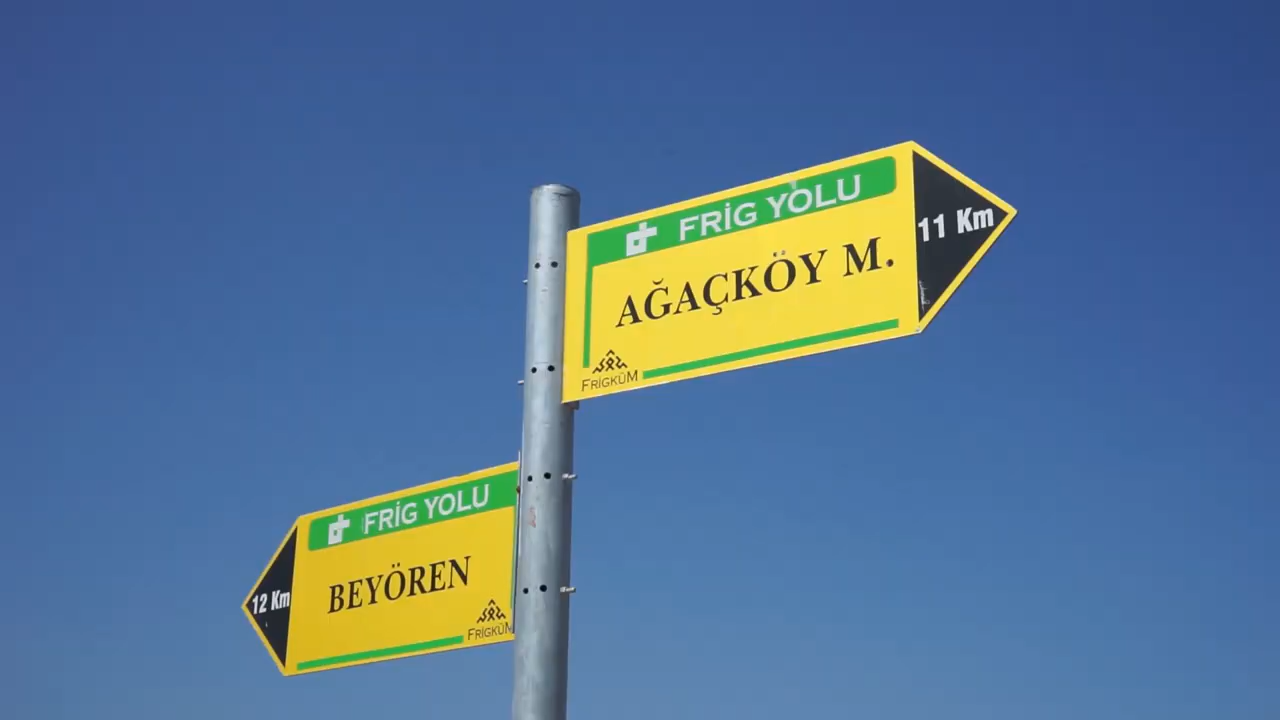 FRİG YOLU
AĞAÇKÖY M.
11 Km
FRİGKÜM
FRİG YOLU
BEYÖREN
12 Km
FRİGKÜM